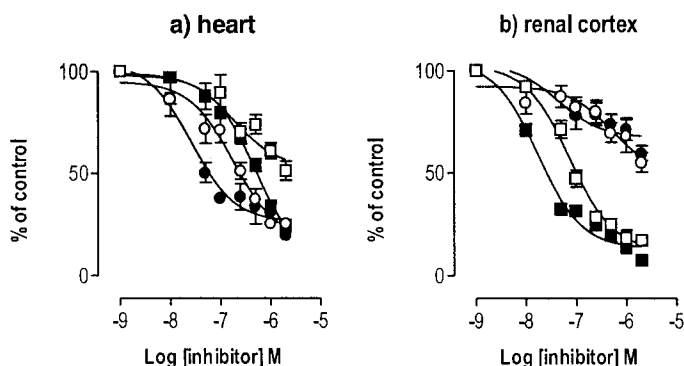 a) heart
b) renal cortex
% of control
100
50
0
-9 -8 -7 -6 -5
Log [inhibitor] M
% of control
100
50
0
-9 -8 -7 -6 -5
Log [inhibitor] M